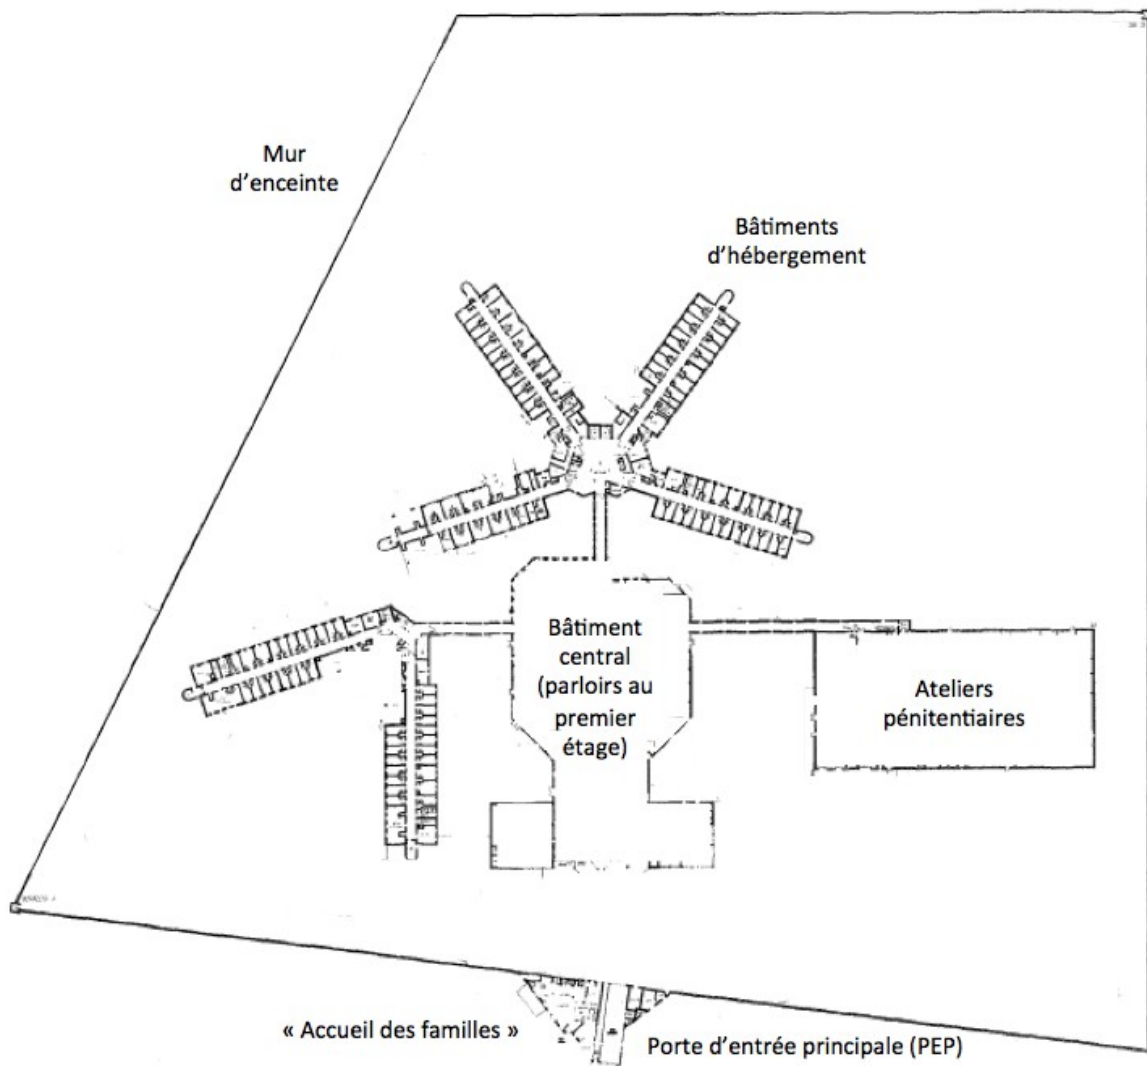 Mur
d’enceinte
Bâtiments
d’hébergement
Bâtiment
central
(parloirs au
premier
étage)
Ateliers
pénitentiaires
« Accueil des familles »
Porte d’entrée principale (PEP)